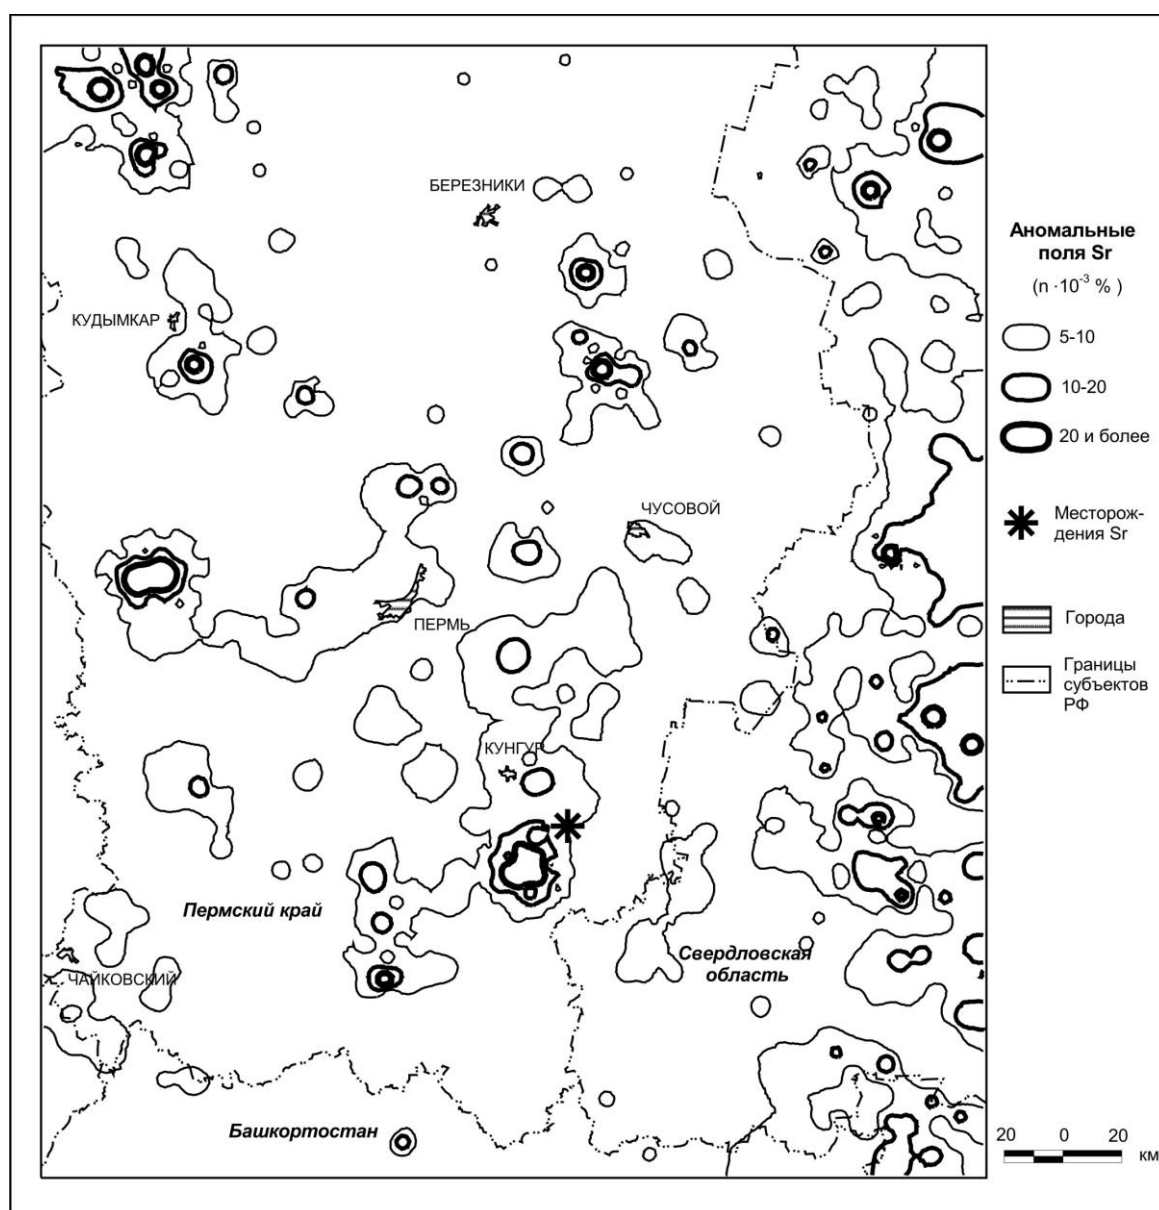 БЕРЕЗНИКИ
КУДЫМКАР
ЧУСОВОЙ
ПЕРМЬ
КУНГУР
Пермский край
ЧАЙКОВСКИЙ
Свердловская
область
Башкортостан
Аномальные
поля Sr
(n ·10⁻³ % )
5-10
10-20
20 и более
Месторож-
дения Sr
Города
Границы
субъектов
РФ
20 0 20
км